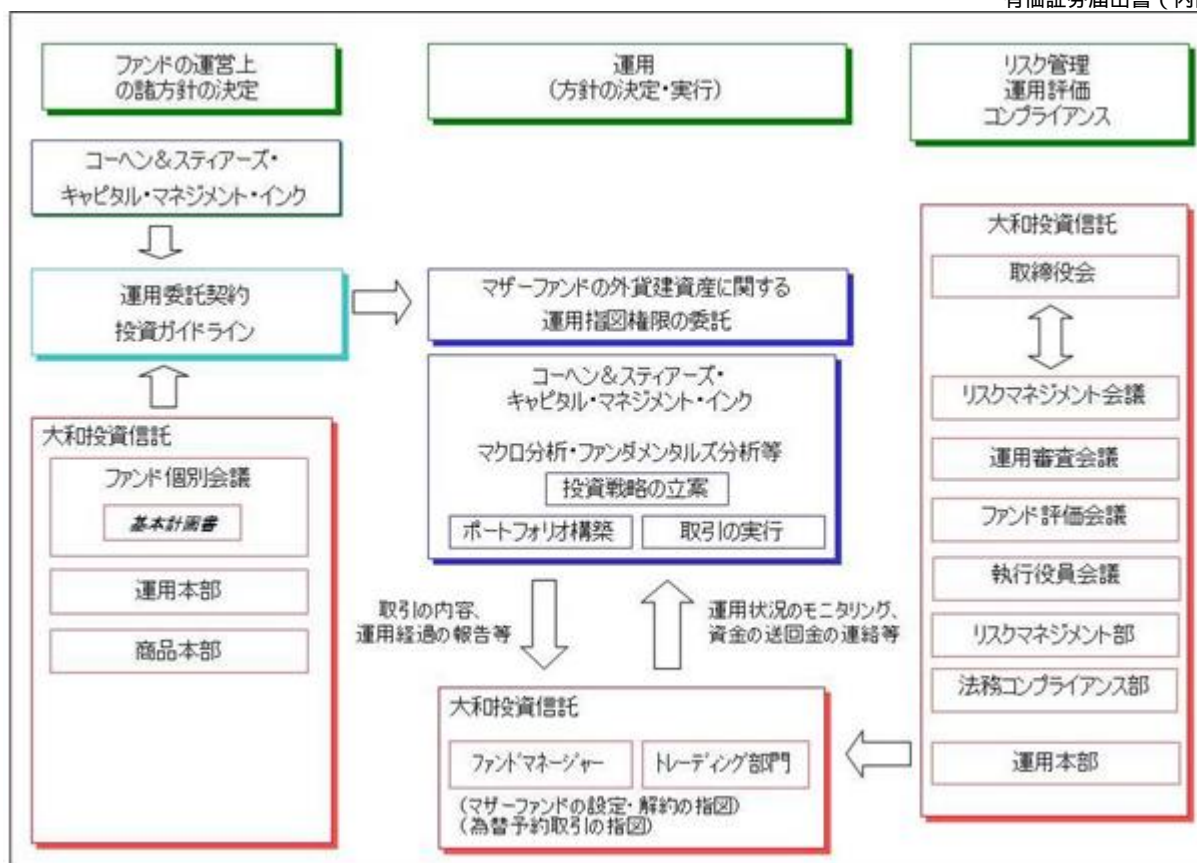 有価証券届出書(内
ファンドの運営上
の諸方針の決定
運用
(方針の決定・実行)
リスク管理
運用評価
コンプライアンス
コーヘン&スティアーズ・
キャピタル・マネジメント・インク
運用委託契約
投資ガイドライン
マザーファンドの外貨建資産に関する
運用指図権限の委託
コーヘン&スティアーズ・
キャピタル・マネジメント・インク
マクロ分析・ファンダメンタルズ分析等
投資戦略の立案
ポートフォリオ構築
取引の実行
大和投資信託
ファンド個別会議
基本計画書
運用本部
商品本部
取引の内容、
運用経過の報告等
運用状況のモニタリング、
資金の送回金の連絡等
大和投資信託
ファンドマネージャー
トレーディング部門
(マザーファンドの設定・解約の指図)
(為替予約取引の指図)
大和投資信託
取締役会
リスクマネジメント会議
運用審査会議
ファンド評価会議
執行役員会議
リスクマネジメント部
法務コンプライアンス部
運用本部